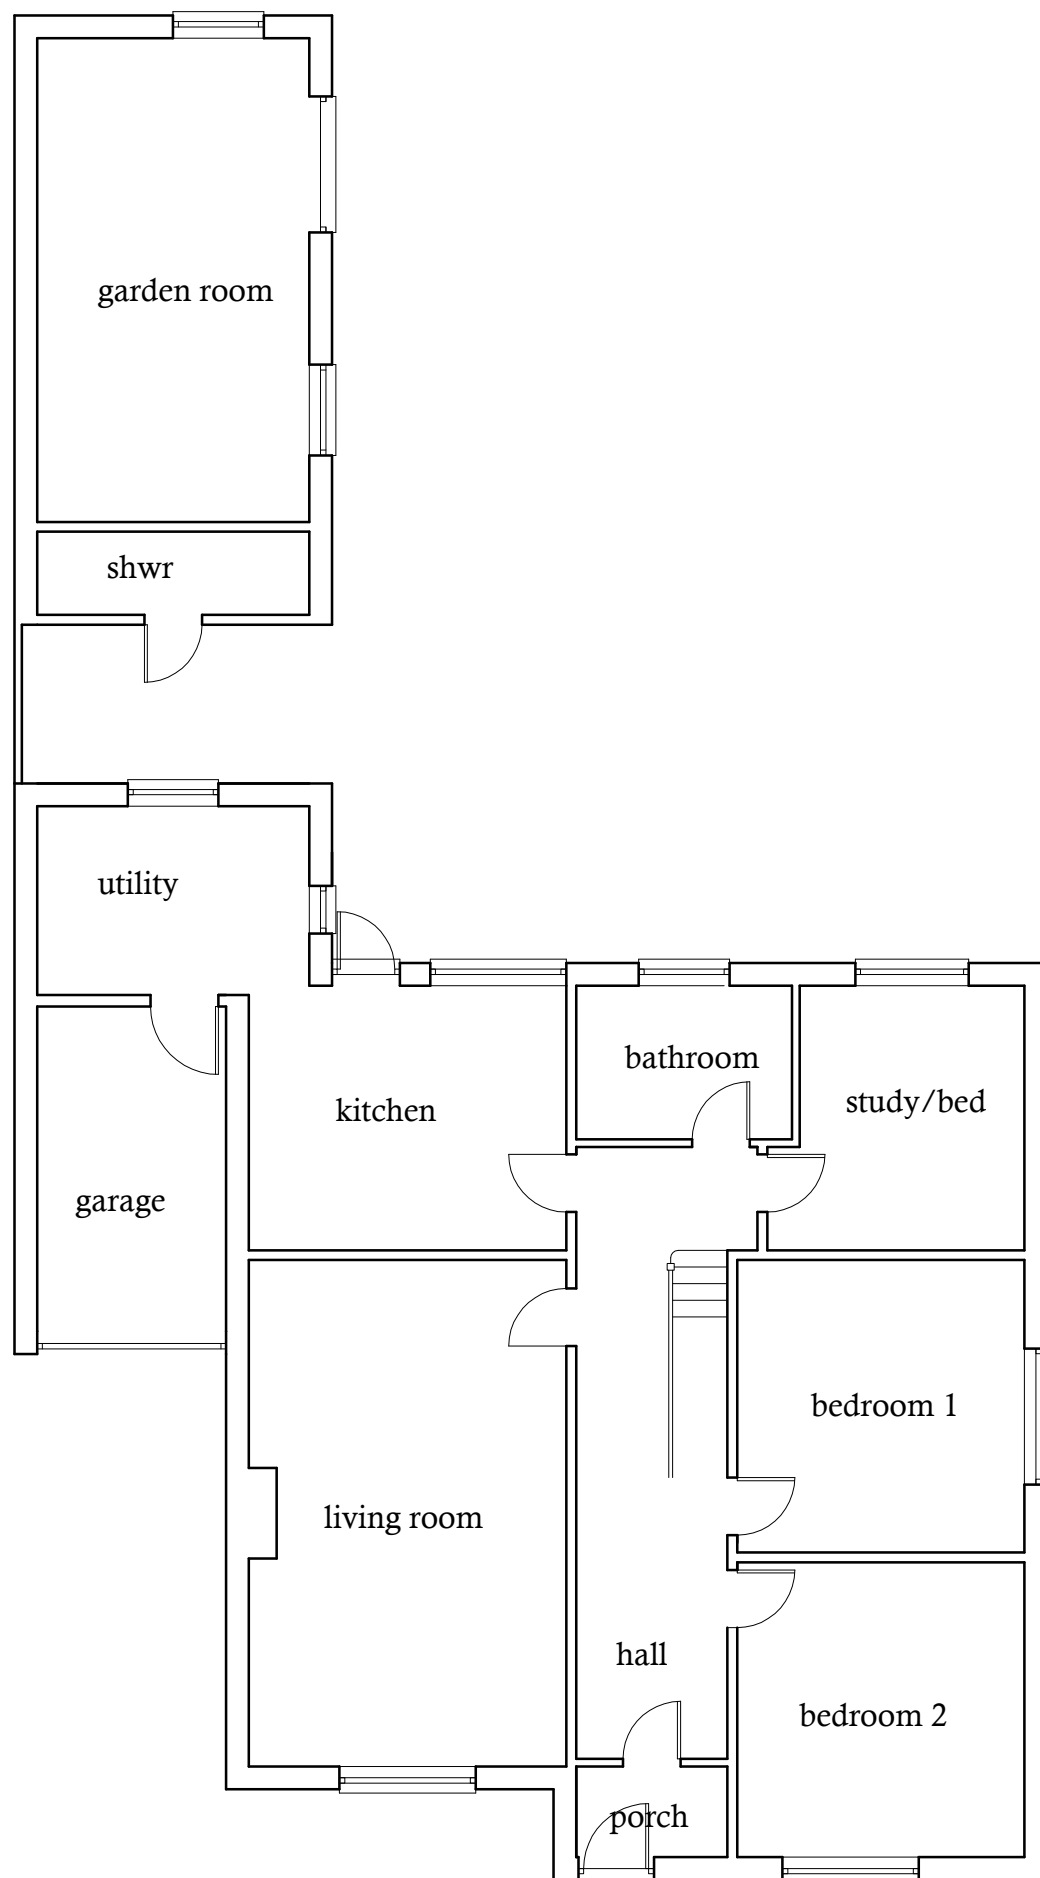 garden room
shwr
utility
bathroom
study/bed
kitchen
garage
bedroom 1
living room
hall
bedroom 2
porch